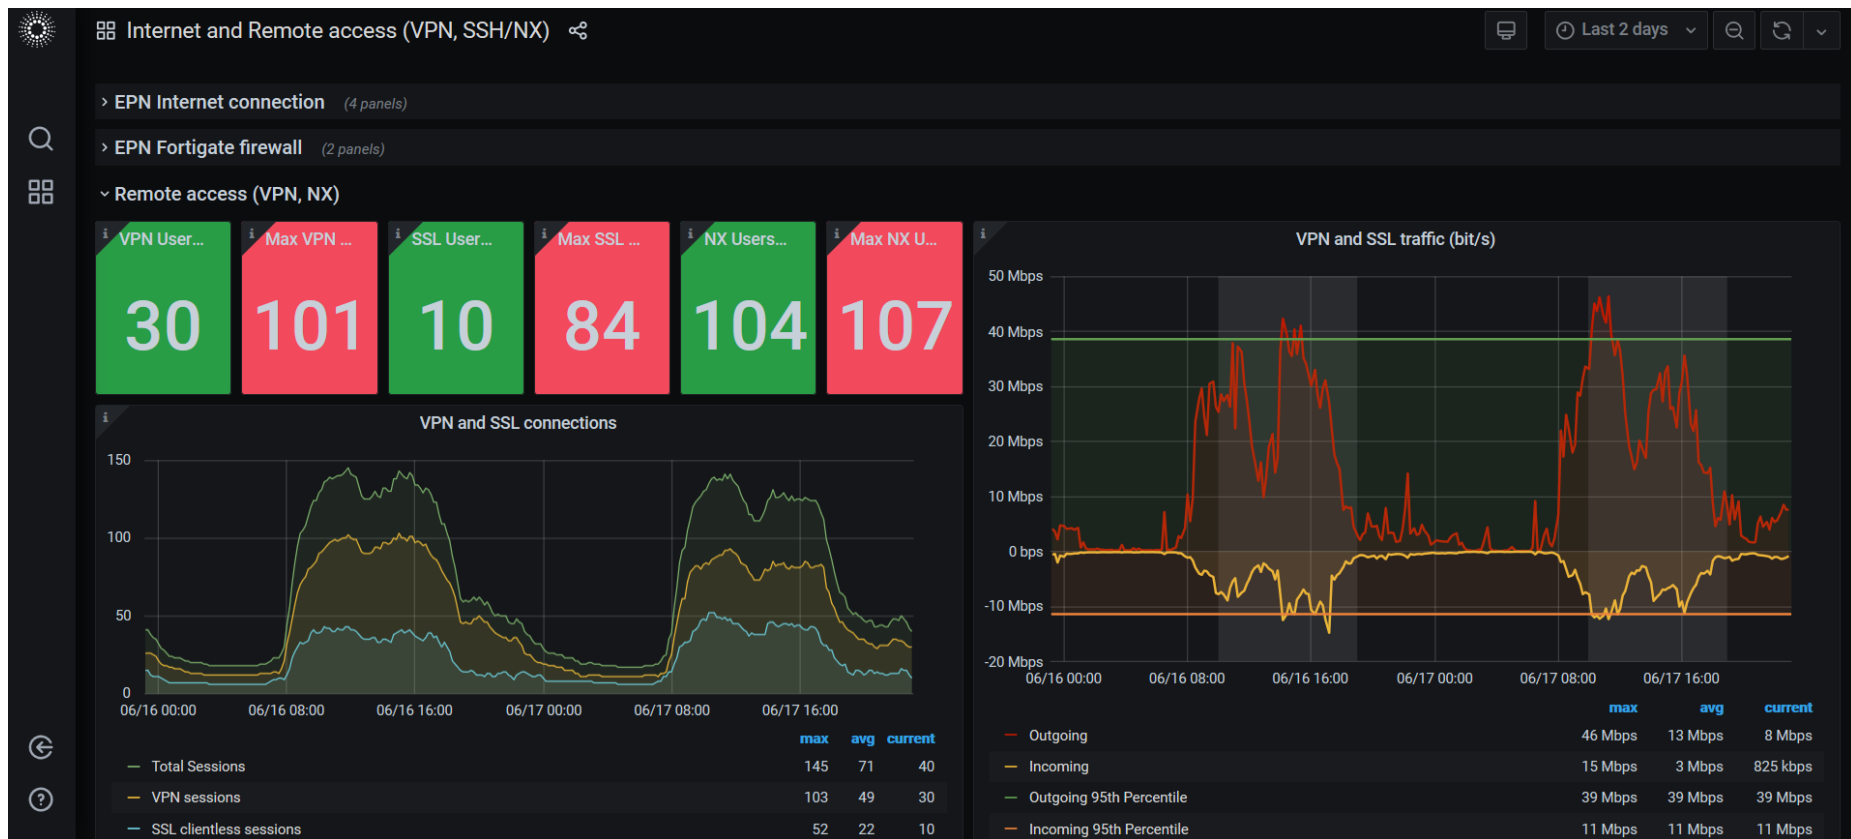 Internet and Remote access (VPN, SSH/NX)
Last 2 days
EPN Internet connection (4 panels)
EPN Fortigate firewall (2 panels)
Remote access (VPN, NX)
VPN User...
30
Max VPN ...
101
SSL User...
10
Max SSL ...
84
NX Users...
104
Max NX U...
107
VPN and SSL connections
150
100
50
0
06/16 00:00 06/16 08:00 06/16 16:00 06/17 00:00 06/17 08:00 06/17 16:00
max avg current
Total Sessions 145 71 40
VPN sessions 103 49 30
SSL clientless sessions 52 22 10
VPN and SSL traffic (bit/s)
50 Mbps
40 Mbps
30 Mbps
20 Mbps
10 Mbps
0 bps
-10 Mbps
-20 Mbps
06/16 00:00 06/16 08:00 06/16 16:00 06/17 00:00 06/17 08:00 06/17 16:00
max avg current
Outgoing 46 Mbps 13 Mbps 8 Mbps
Incoming 15 Mbps 3 Mbps 825 kbps
Outgoing 95th Percentile 39 Mbps 39 Mbps 39 Mbps
Incoming 95th Percentile 11 Mbps 11 Mbps 11 Mbps